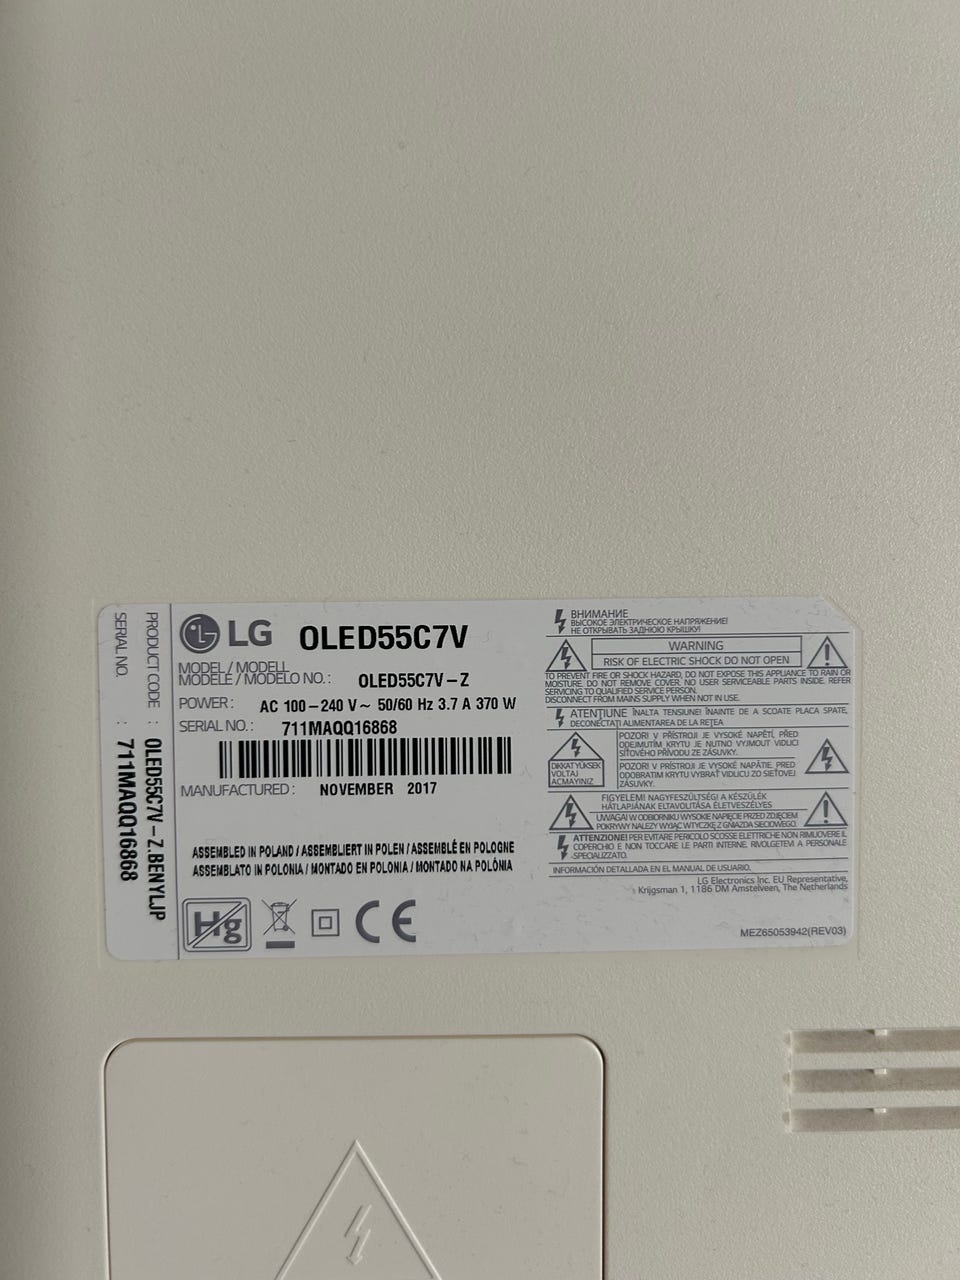 LG OLED55C7V
MODEL / MODELL
MODÈLE / MODELO NO. : OLED55C7V-Z
POWER : AC 100-240 V~ 50/60 Hz 3.7 A 370 W
SERIAL NO. : 711MAQQ16868
MANUFACTURED : NOVEMBER 2017
ASSEMBLED IN POLAND / ASSEMBLIERT IN POLEN / ASSEMBLÉ EN POLOGNE
ASSEMBLATO IN POLONIA / MONTADO EN POLONIA / MONTADO NA POLÔNIA
Hg
CE
PRODUCT CODE : OLED55C7V-Z.BENYLJP
SERIAL NO. : 711MAQQ16868
ВНИМАНИЕ
ВЫСОКОЕ ЭЛЕКТРИЧЕСКОЕ НАПРЯЖЕНИЕ!
НЕ ОТКРЫВАТЬ ЗАДНЮЮ КРЫШКУ!
WARNING
RISK OF ELECTRIC SHOCK DO NOT OPEN
TO PREVENT FIRE OR SHOCK HAZARD, DO NOT EXPOSE THIS APPLIANCE TO RAIN OR
MOISTURE. DO NOT REMOVE COVER. NO USER SERVICEABLE PARTS INSIDE. REFER
SERVICING TO QUALIFIED SERVICE PERSON.
DISCONNECT FROM MAINS SUPPLY WHEN NOT IN USE.
ATENŢIUNE ÎNALTA TENSIUNE! ÎNAINTE DE A SCOATE PLACA SPATE,
DECONECTAŢI ALIMENTAREA DE LA REŢEA
DIKKAT YÜKSEK
VOLTAJ
AÇMAYINIZ
POZOR! V PŘÍSTROJI JE VYSOKÉ NAPĚTÍ, PŘED
ODEJMUTÍM KRYTU JE NUTNO VYJMOUT VIDLICI
SÍŤOVÉHO PŘÍVODU ZE ZÁSUVKY.
POZOR! V PRÍSTROJI JE VYSOKÉ NAPÄTIE, PRED
ODOBRATIM KRYTU VYBRAŤ VIDLICU ZO SIEŤOVEJ
ZÁSUVKY.
FIGYELEM! NAGYFESZÜLTSÉG! A KÉSZÜLÉK
HÁTLAPJÁNAK ELTÁVOLÍTÁSA ÉLETVESZÉLYES
UWAGA! W ODBIORNIKU WYSOKIE NAPIĘCIE PRZED ZDJĘCIEM
POKRYWY NALEŻY WYJĄĆ WTYCZKĘ Z GNIAZDA SIECIOWEGO.
ATTENZIONE! PER EVITARE PERICOLO SCOSSE ELETTRICHE NON RIMUOVERE IL
COPERCHIO E NON TOCCARE LE PARTI INTERNE. RIVOLGETEVI A PERSONALE
-SPECIALIZZATO.
INFORMACIÓN DETALLADA EN EL MANUAL DE USUARIO.
LG Electronics Inc. EU Representative,
Krijgsman 1, 1186 DM Amstelveen, The Netherlands
MEZ65053942(REV03)